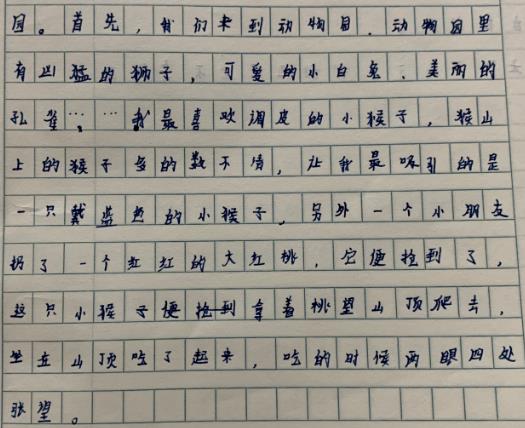 园。首先，我们来到动物园．动物园里
有凶猛的狮子，可爱的小白兔、美丽的
孔雀……我最喜欢调皮的小猴子，猴山
上的猴子多的数不清，让我最吸引的是
一只戴蓝色的小猴子，另外一个小朋友
扔了一个红红的大红桃，它便抢到了，
这只小猴子便抢到拿着桃望山顶爬去，
坐在山顶吃了起来，吃的时候两眼四处
张望。